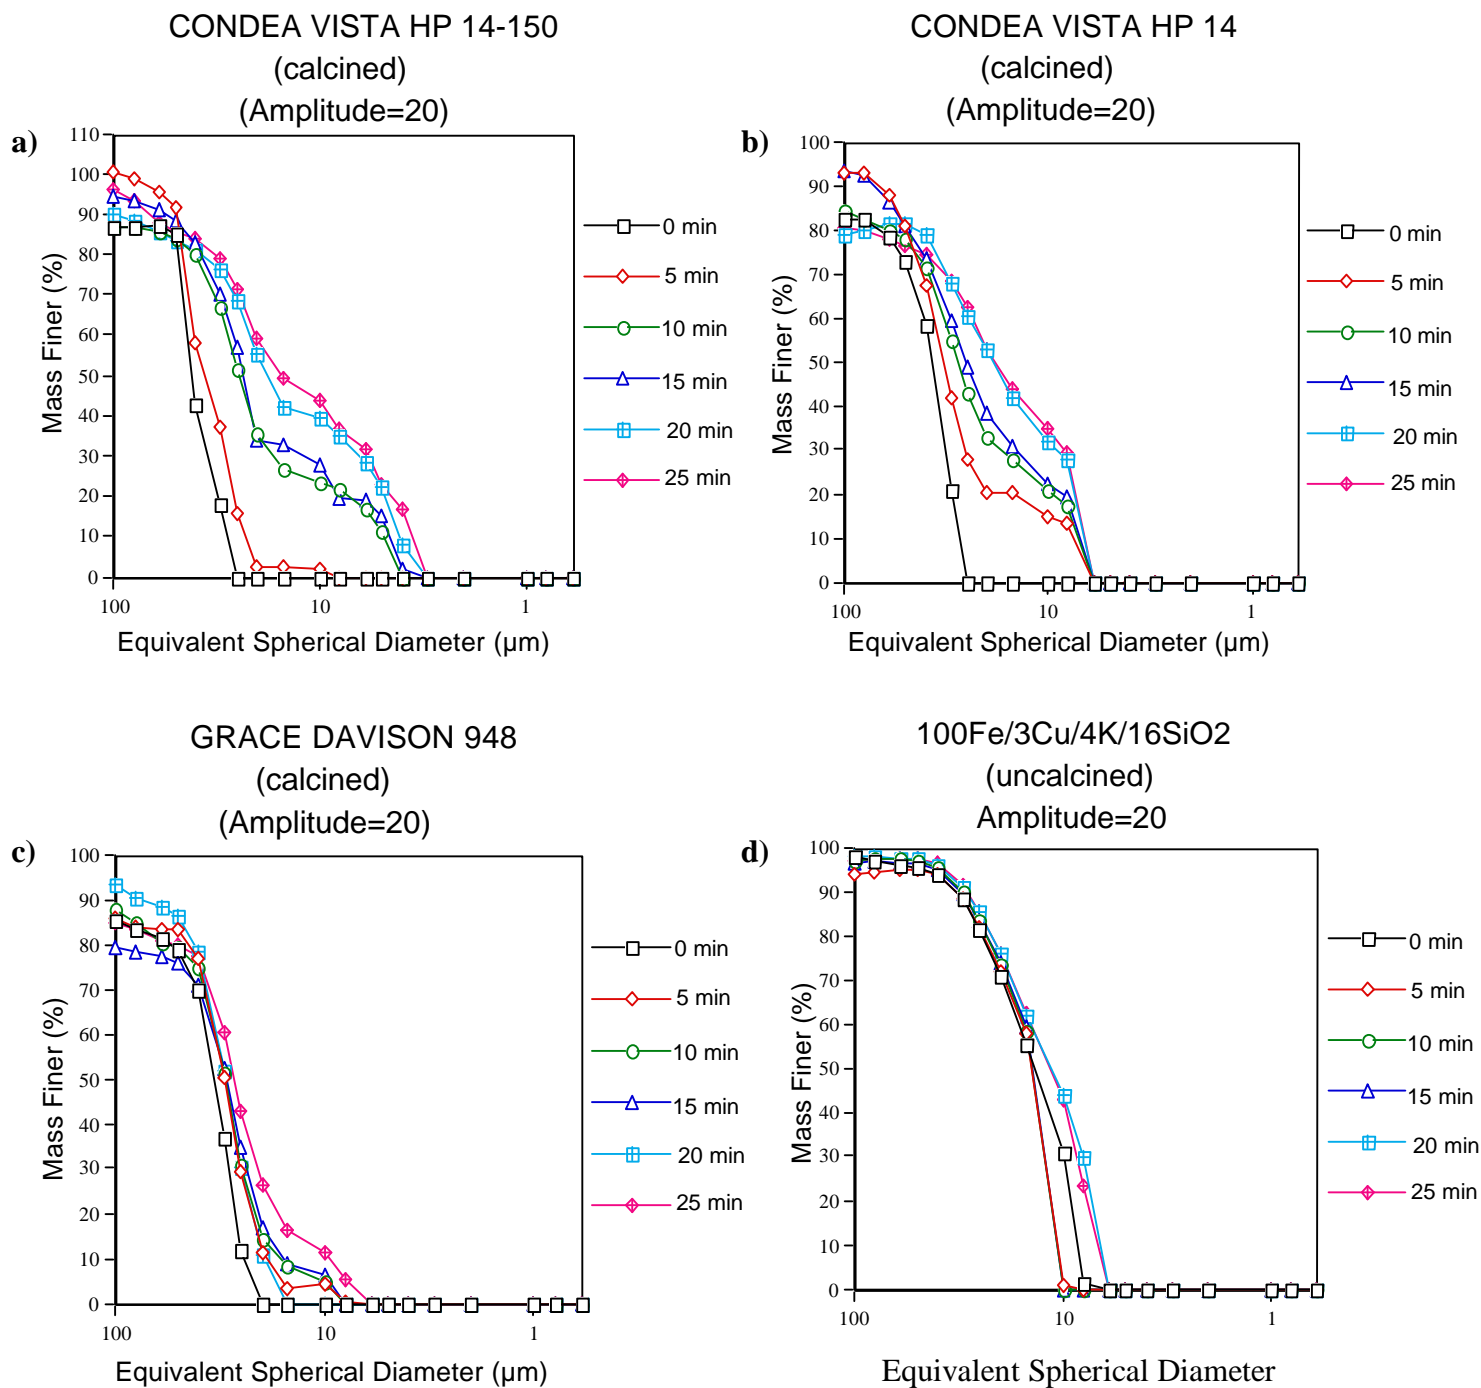 CONDEA VISTA HP 14-150
(calcined)
(Amplitude=20)
a)
110
100
90
80
70
60
50
40
30
20
10
0
100
10
1
Mass Finer (%)
Equivalent Spherical Diameter (µm)
0 min
5 min
10 min
15 min
20 min
25 min
CONDEA VISTA HP 14
(calcined)
(Amplitude=20)
b)
100
90
80
70
60
50
40
30
20
10
0
100
10
1
Mass Finer (%)
Equivalent Spherical Diameter (µm)
0 min
5 min
10 min
15 min
20 min
25 min
GRACE DAVISON 948
(calcined)
(Amplitude=20)
c)
100
90
80
70
60
50
40
30
20
10
0
100
10
1
Mass Finer (%)
Equivalent Spherical Diameter (µm)
0 min
5 min
10 min
15 min
20 min
25 min
100Fe/3Cu/4K/16SiO2
(uncalcined)
Amplitude=20
d)
100
90
80
70
60
50
40
30
20
10
0
100
10
1
Mass Finer (%)
Equivalent Spherical Diameter
0 min
5 min
10 min
15 min
20 min
25 min